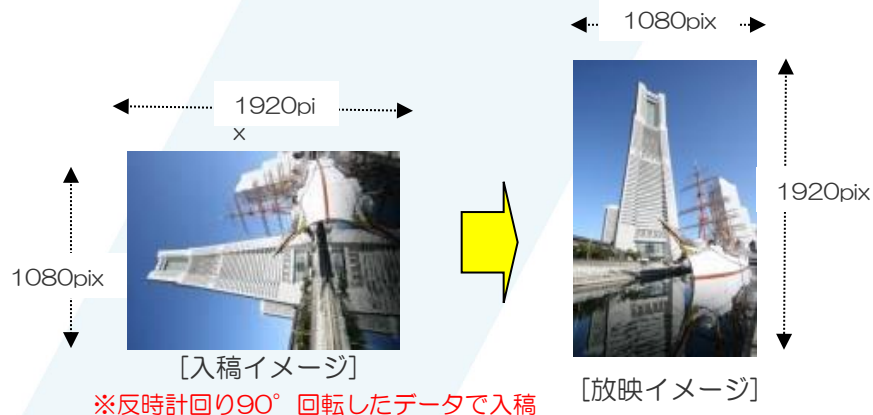 1080pix
1920pi
x
1920pix
1080pix
[入稿イメージ]
[放映イメージ]
※反時計回り90°回転したデータで入稿